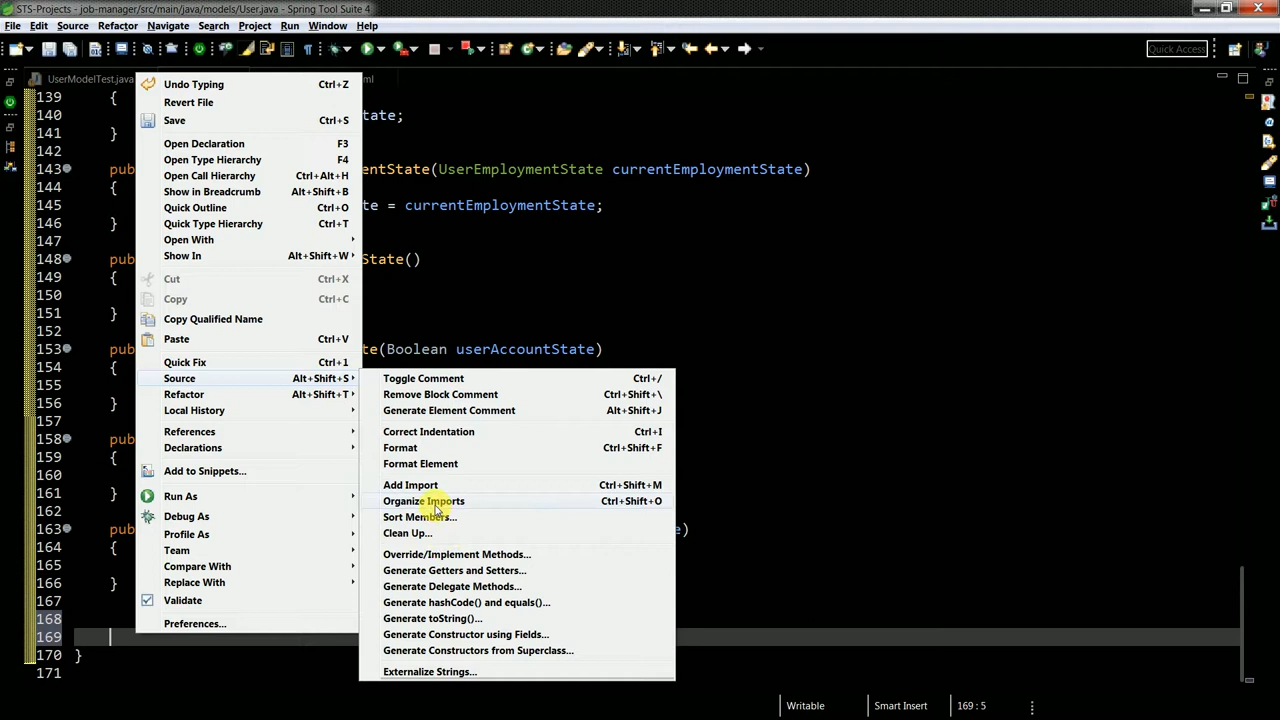 STS-Projects - job-manager/src/main/java/models/User.java - Spring Tool Suite 4
File Edit Source Refactor Navigate Search Project Run Window Help
Quick Access
UserModelTest.java
ml
139 {
140 tate;
141 }
142
143 pub entState(UserEmploymentState currentEmploymentState)
144 {
145 te = currentEmploymentState;
146 }
147
148 pub State()
149 {
150
151 }
152
153 pub te(Boolean userAccountState)
154 {
155
156 }
157
158 pub
159 {
160
161 }
162
163 pub e)
164 {
165
166 }
167
168
169
170 }
171
Undo Typing Ctrl+Z
Revert File
Save Ctrl+S
Open Declaration F3
Open Type Hierarchy F4
Open Call Hierarchy Ctrl+Alt+H
Show in Breadcrumb Alt+Shift+B
Quick Outline Ctrl+O
Quick Type Hierarchy Ctrl+T
Open With
Show In Alt+Shift+W
Cut Ctrl+X
Copy Ctrl+C
Copy Qualified Name
Paste Ctrl+V
Quick Fix Ctrl+1
Source Alt+Shift+S
Refactor Alt+Shift+T
Local History
References
Declarations
Add to Snippets...
Run As
Debug As
Profile As
Team
Compare With
Replace With
Validate
Preferences...
Toggle Comment Ctrl+/
Remove Block Comment Ctrl+Shift+\
Generate Element Comment Alt+Shift+J
Correct Indentation Ctrl+I
Format Ctrl+Shift+F
Format Element
Add Import Ctrl+Shift+M
Organize Imports Ctrl+Shift+O
Sort Members...
Clean Up...
Override/Implement Methods...
Generate Getters and Setters...
Generate Delegate Methods...
Generate hashCode() and equals()...
Generate toString()...
Generate Constructor using Fields...
Generate Constructors from Superclass...
Externalize Strings...
Writable Smart Insert 169 : 5